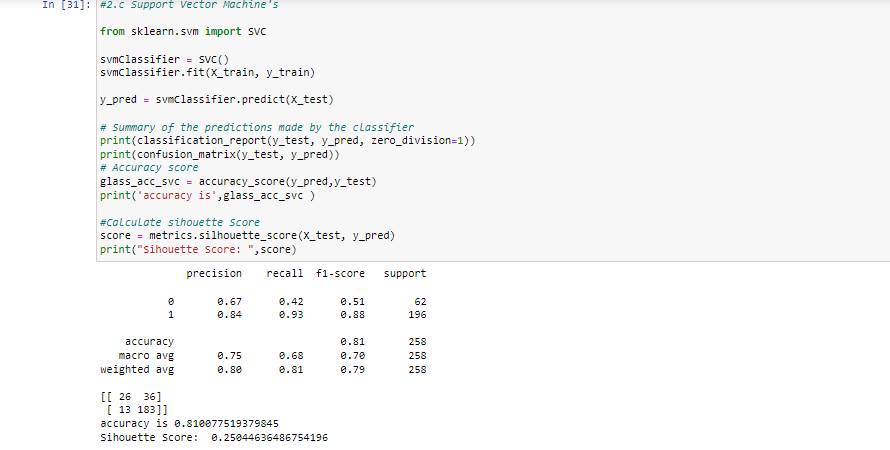 In [31]: #2.c Support Vector Machine's
from sklearn.svm import SVC
svmClassifier = SVC()
svmClassifier.fit(X_train, y_train)
y_pred = svmClassifier.predict(X_test)
# Summary of the predictions made by the classifier
print(classification_report(y_test, y_pred, zero_division=1))
print(confusion_matrix(y_test, y_pred))
# Accuracy score
glass_acc_svc = accuracy_score(y_pred,y_test)
print('accuracy is',glass_acc_svc )
#Calculate sihouette Score
score = metrics.silhouette_score(X_test, y_pred)
print("Sihouette Score: ",score)
precision recall f1-score support
0 0.67 0.42 0.51 62
1 0.84 0.93 0.88 196
accuracy 0.81 258
macro avg 0.75 0.68 0.70 258
weighted avg 0.80 0.81 0.79 258
[[ 26 36]
[ 13 183]]
accuracy is 0.810077519379845
Sihouette Score: 0.25044636486754196